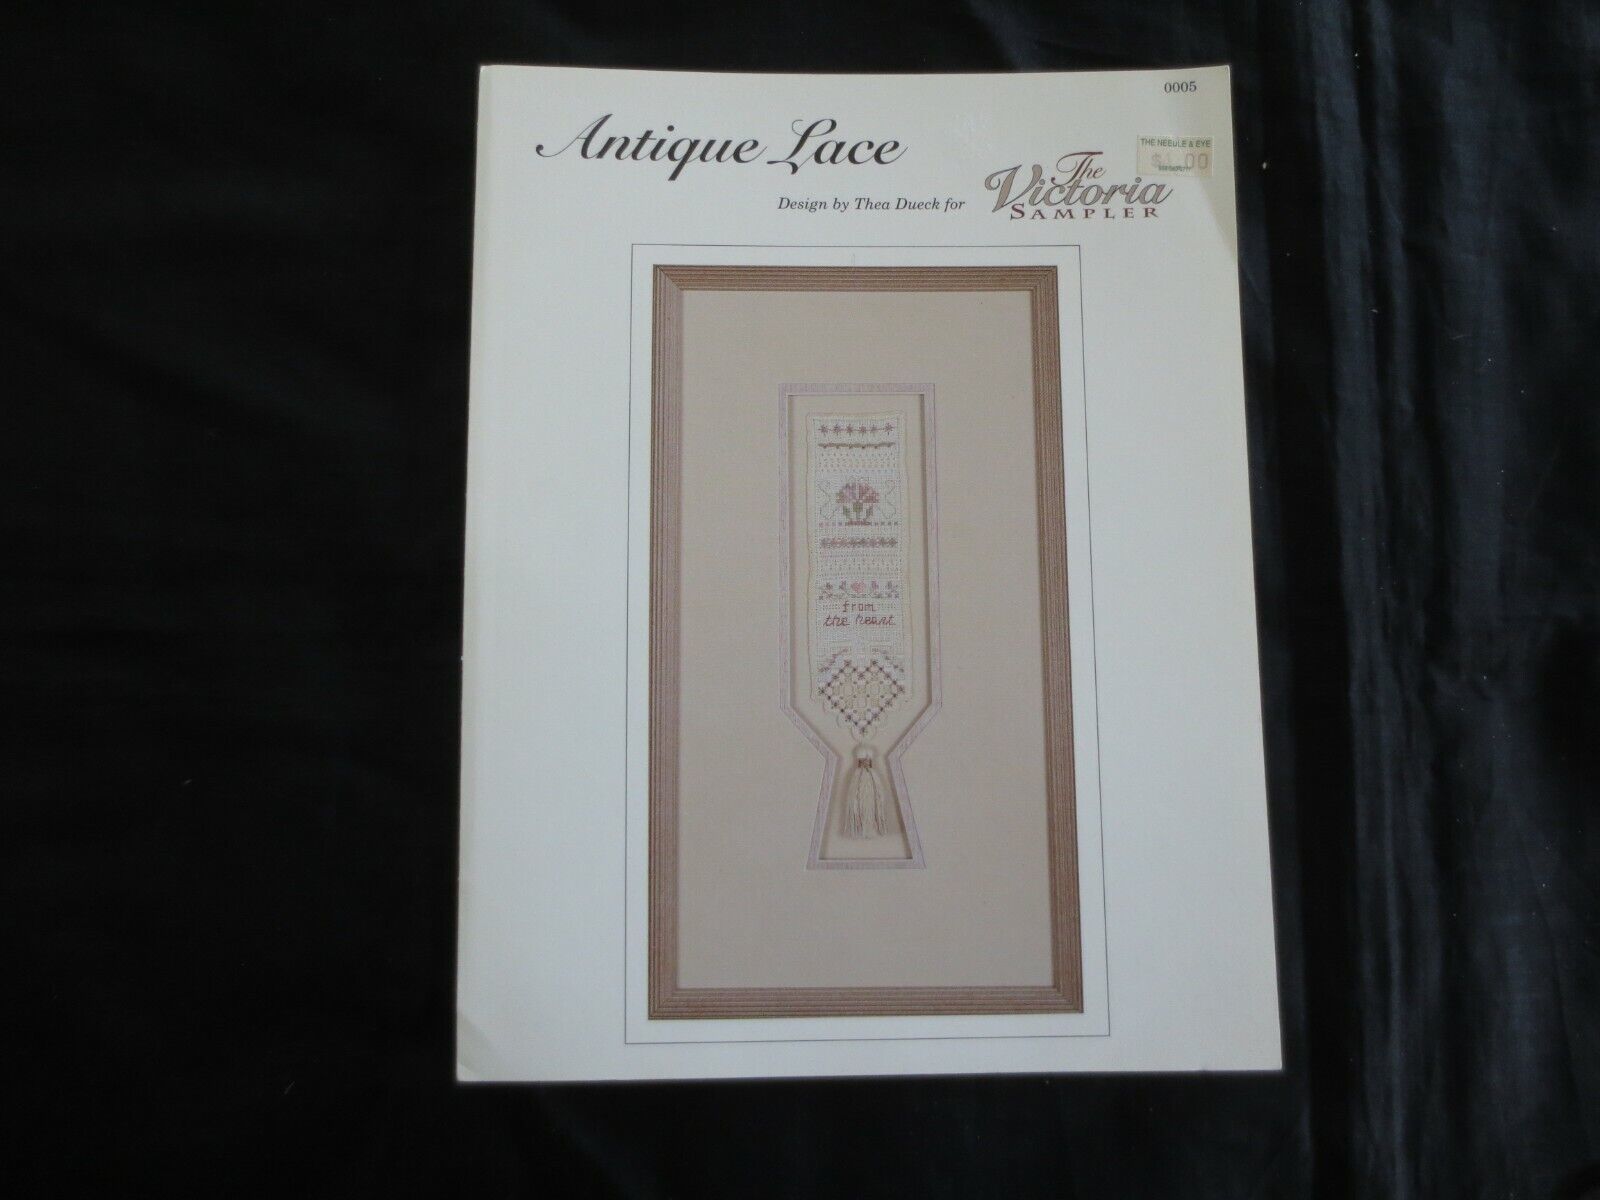 0005
Antique Lace
THE NEEDLE & EYE
Design by Thea Dueck for
The
Victoria
SAMPLER
from
the heart